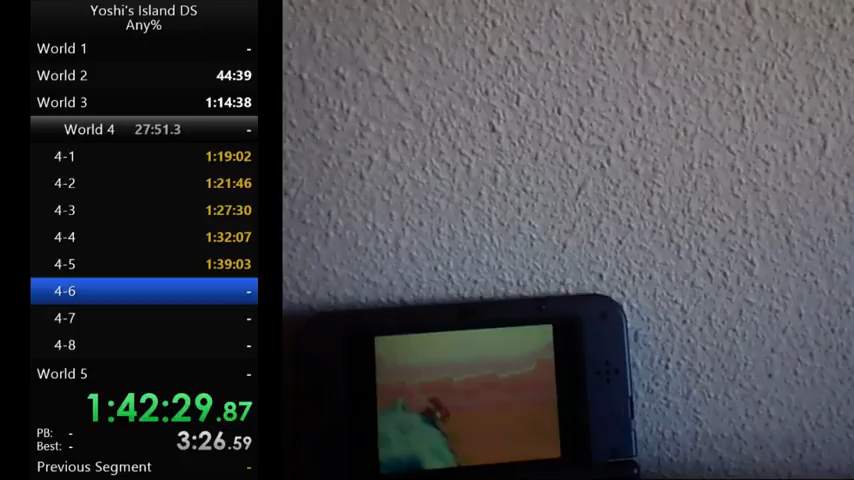 Yoshi's Island DS
Any%
World 1 -
World 2 44:39
World 3 1:14:38
World 4 27:51.3 -
4-1 1:19:02
4-2 1:21:46
4-3 1:27:30
4-4 1:32:07
4-5 1:39:03
4-6 -
4-7 -
4-8 -
World 5 -
1:42:29.87
PB: -
Best: -
3:26.59
Previous Segment -